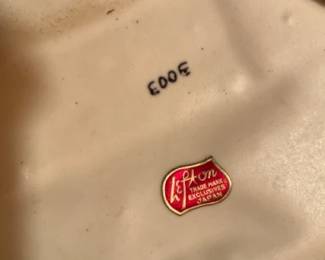 3003
Lefton
TRADE MARK
EXCLUSIVES
JAPAN